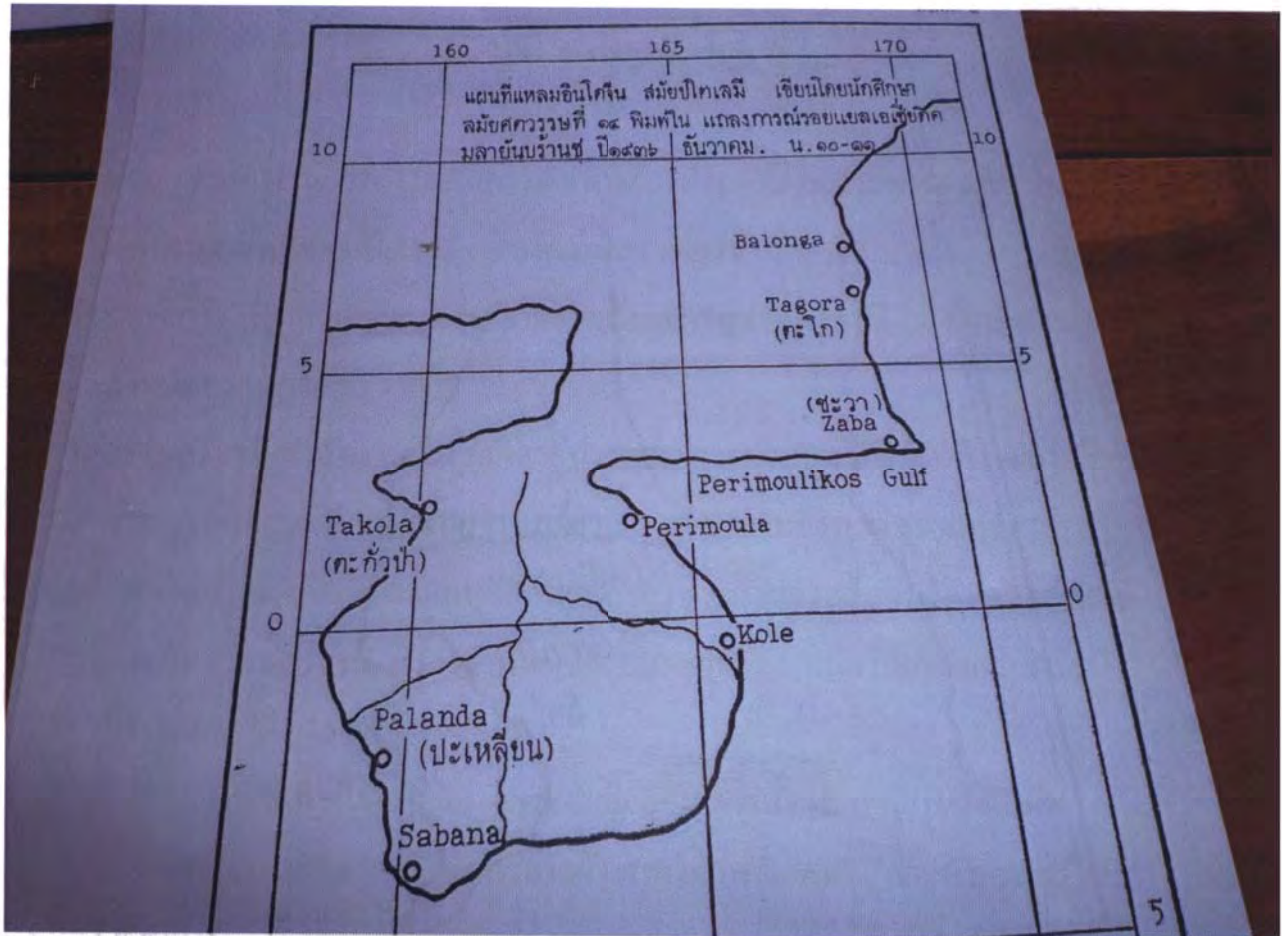 160 165 170
แผนที่แหลมอินโดจีน สมัยปโตเลมี เขียนโดยนักศึกษา
สมัยศตวรรษที่ ๑๔ พิมพ์ใน แถลงการณ์รอยแยลเอเซียติค
มลายันบร้านช์ ปี๑๙๓๖ ธันวาคม. น.๑๐-๑๑
10 10
Balonga
Tagora
(ตะโก)
5 5
(ชะวา)
Zaba
Perimoulikos Gulf
Takola
Perimoula
(ตะกั่วป่า)
0 0
Kole
Palanda
(ปะเหลียน)
Sabana
5